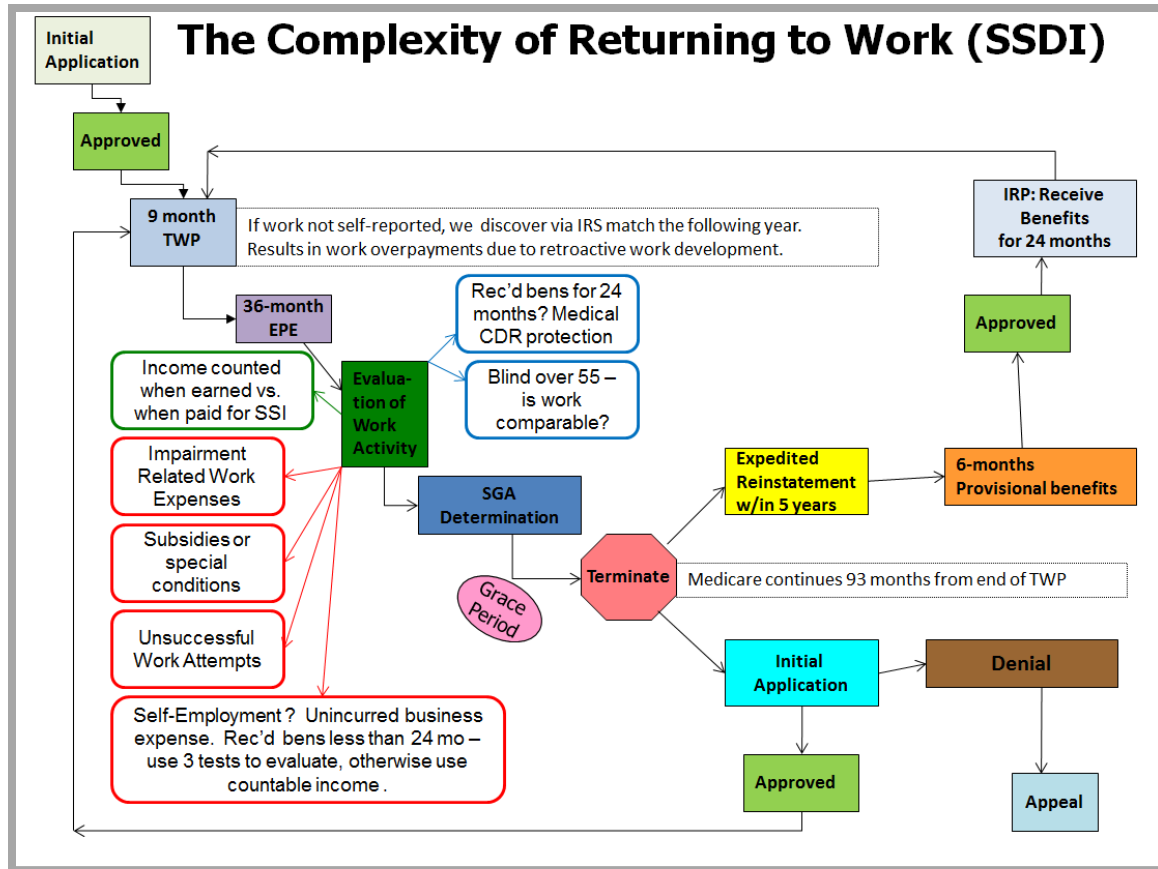 The Complexity of Returning to Work (SSDI)
Initial
Application
Approved
9 month
TWP
If work not self-reported, we discover via IRS match the following year.
Results in work overpayments due to retroactive work development.
IRP: Receive
Benefits
for 24 months
36-month
EPE
Rec'd bens for 24
months? Medical
CDR protection
Approved
Income counted
when earned vs.
when paid for SSI
Evalua-
tion of
Work
Activity
Blind over 55 –
is work
comparable?
Impairment
Related Work
Expenses
SGA
Determination
Expedited
Reinstatement
w/in 5 years
6-months
Provisional benefits
Subsidies or
special
conditions
Grace
Period
Terminate
Medicare continues 93 months from end of TWP
Unsuccessful
Work Attempts
Initial
Application
Denial
Self-Employment? Unincurred business
expense. Rec'd bens less than 24 mo –
use 3 tests to evaluate, otherwise use
countable income .
Approved
Appeal